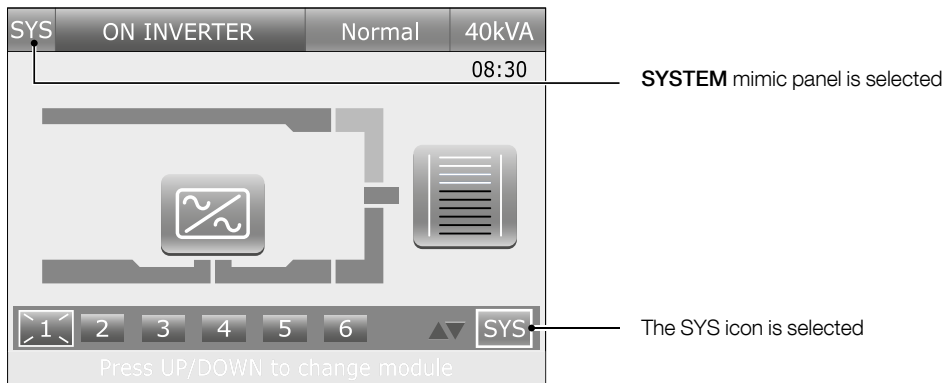 SYS ON INVERTER Normal 40kVA
08:30
SYSTEM mimic panel is selected
1 2 3 4 5 6 SYS
The SYS icon is selected
Press UP/DOWN to change module